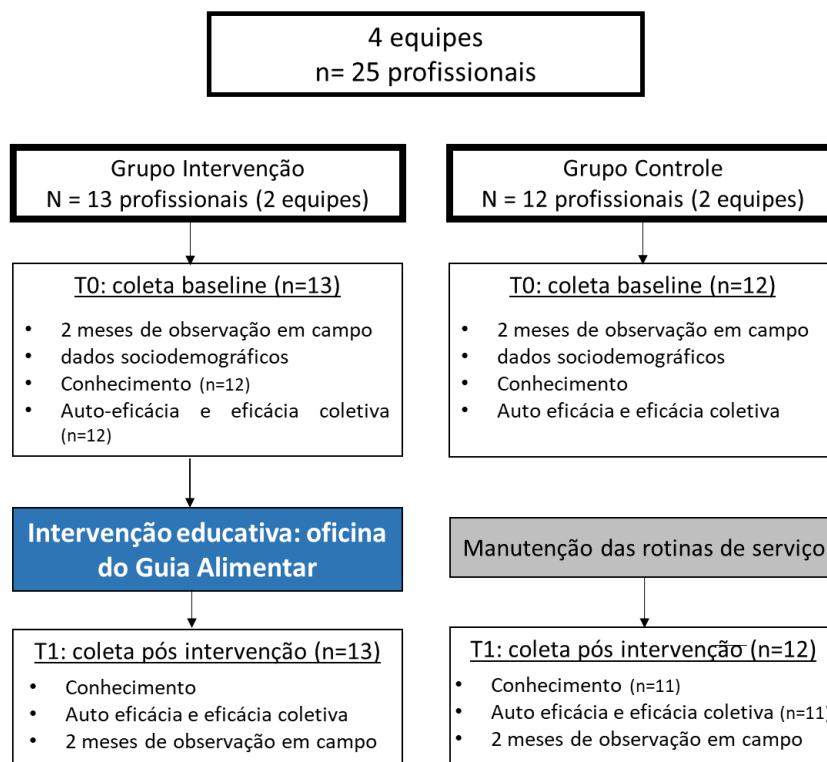 4 equipes
n= 25 profissionais
Grupo Intervenção
N = 13 profissionais (2 equipes)
Grupo Controle
N = 12 profissionais (2 equipes)
T0: coleta baseline (n=13)
• 2 meses de observação em campo
• dados sociodemográficos
• Conhecimento (n=12)
• Auto-eficácia e eficácia coletiva
(n=12)
T0: coleta baseline (n=12)
• 2 meses de observação em campo
• dados sociodemográficos
• Conhecimento
• Auto eficácia e eficácia coletiva
Intervenção educativa: oficina
do Guia Alimentar
Manutenção das rotinas de serviço
T1: coleta pós intervenção (n=13)
• Conhecimento
• Auto eficácia e eficácia coletiva
• 2 meses de observação em campo
T1: coleta pós intervenção (n=12)
• Conhecimento (n=11)
• Auto eficácia e eficácia coletiva (n=11)
• 2 meses de observação em campo